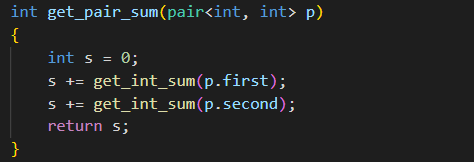 int get_pair_sum(pair<int, int> p)
{
    int s = 0;
    s += get_int_sum(p.first);
    s += get_int_sum(p.second);
    return s;
}